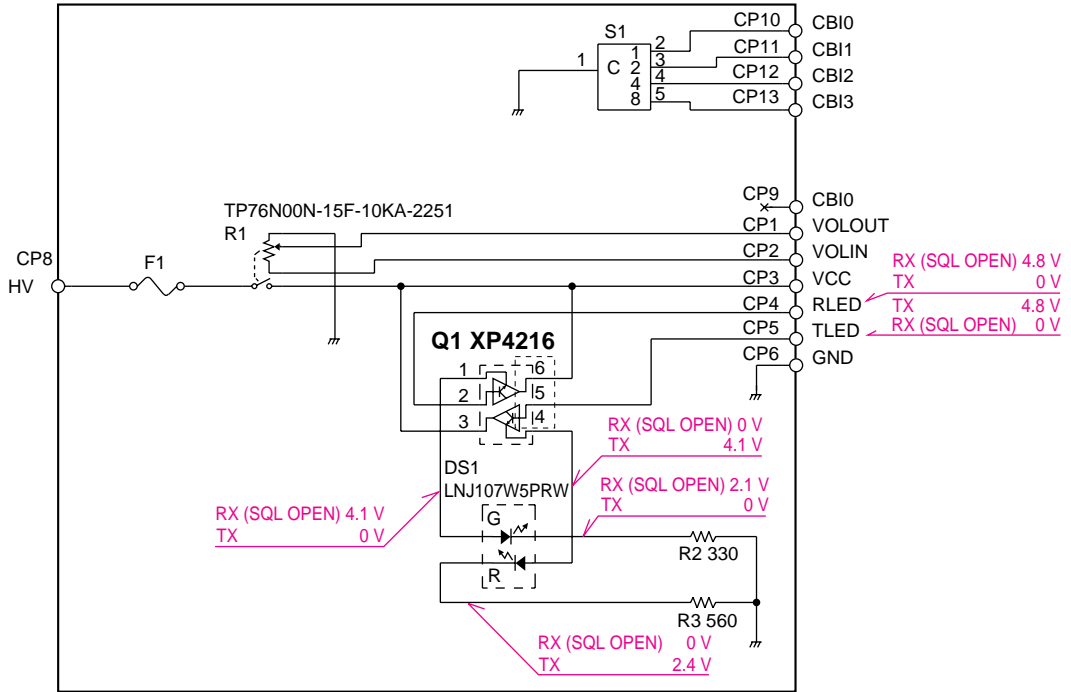 CP10 CBI0
S1
2
1 1 3 CP11 CBI1
C 2 4 CP12 CBI2
4 5
8 CP13 CBI3
CP9 CBI0
TP76N00N-15F-10KA-2251
R1
CP1 VOLOUT
CP2 VOLIN
CP8 F1 CP3 VCC
HV
RX (SQL OPEN) 4.8 V
TX 0 V
CP4 RLED
TX 4.8 V
CP5 TLED
RX (SQL OPEN) 0 V
CP6 GND
Q1 XP4216
1 6
2 5
3 4
RX (SQL OPEN) 0 V
TX 4.1 V
DS1
LNJ107W5PRW
RX (SQL OPEN) 2.1 V
TX 0 V
RX (SQL OPEN) 4.1 V
TX 0 V
G
R2 330
R
R3 560
RX (SQL OPEN) 0 V
TX 2.4 V